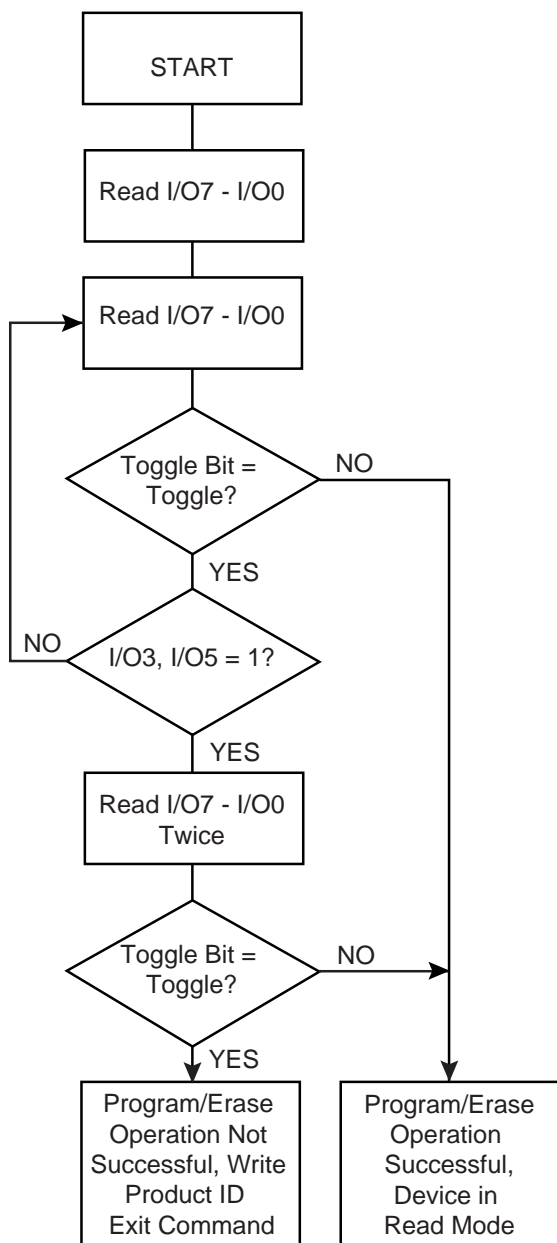 START
Read I/O7 - I/O0
Read I/O7 - I/O0
Toggle Bit =
Toggle?
NO
YES
NO
I/O3, I/O5 = 1?
YES
Read I/O7 - I/O0
Twice
Toggle Bit =
Toggle?
NO
YES
Program/Erase
Operation Not
Successful, Write
Product ID
Exit Command
Program/Erase
Operation
Successful,
Device in
Read Mode